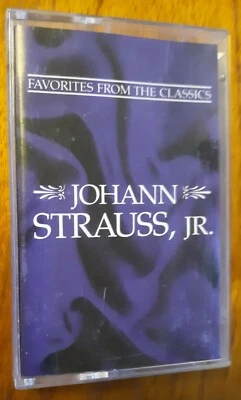 FAVORITES FROM THE CLASSICS
JOHANN
STRAUSS, JR.